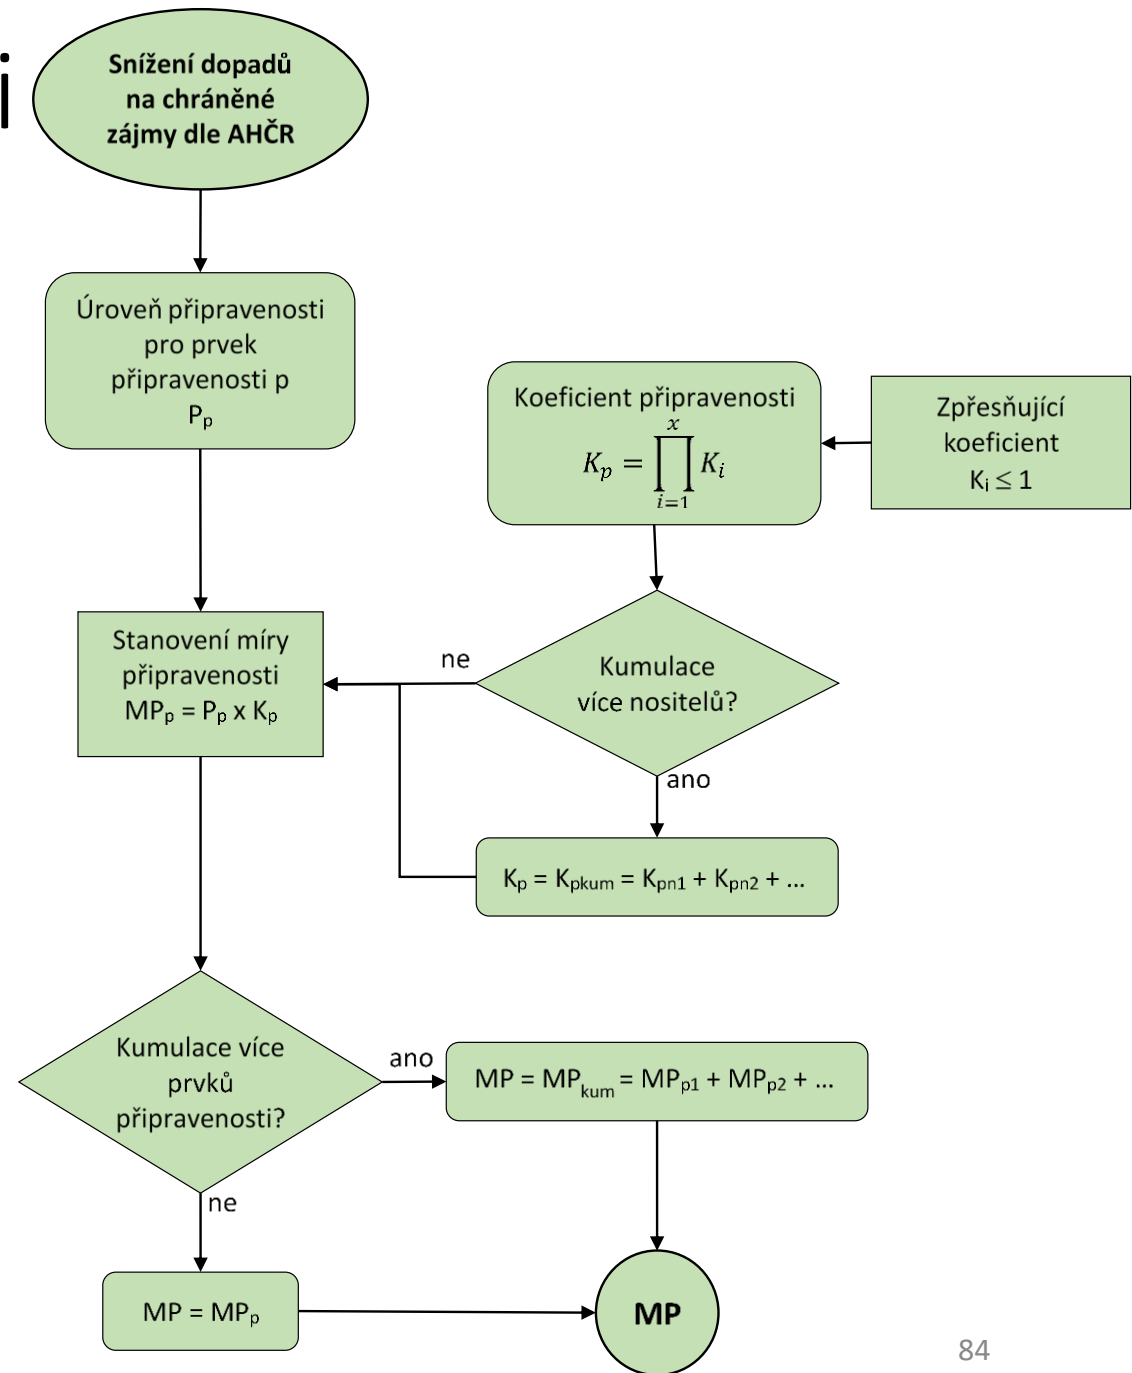 i
Snížení dopadů
na chráněné
zájmy dle AHČR
Úroveň připravenosti
pro prvek
připravenosti p
Pₚ
Koeficient připravenosti
Kₚ = ∏ˣᵢ₌₁ Kᵢ
Zpřesňující
koeficient
Kᵢ ≤ 1
Stanovení míry
připravenosti
MPₚ = Pₚ x Kₚ
ne
Kumulace
více nositelů?
ano
Kₚ = Kₚₖᵤₘ = Kₚₙ₁ + Kₚₙ₂ + ...
Kumulace více
prvků
připravenosti?
ano
MP = MPₖᵤₘ = MPₚ₁ + MPₚ₂ + ...
ne
MP = MPₚ
MP
84